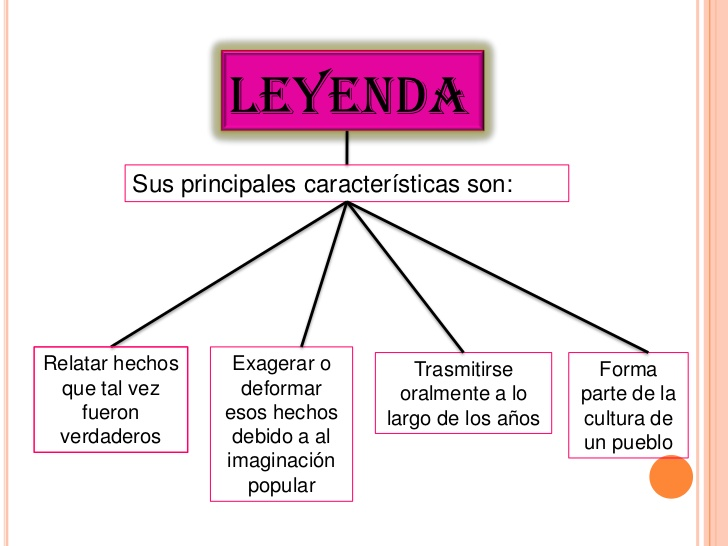 LEYENDA
Sus principales características son:
Relatar hechos
que tal vez
fueron
verdaderos
Exagerar o
deformar
esos hechos
debido a al
imaginación
popular
Trasmitirse
oralmente a lo
largo de los años
Forma
parte de la
cultura de
un pueblo